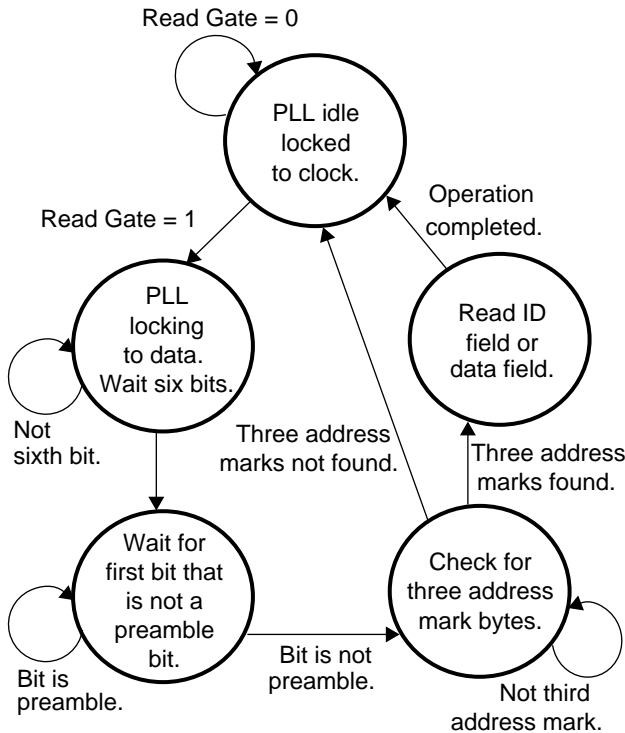 Read Gate = 0
PLL idle
locked
to clock.
Operation
completed.
Read Gate = 1
PLL
locking
to data.
Wait six bits.
Read ID
field or
data field.
Not
sixth bit.
Three address
marks not found.
Three address
marks found.
Wait for
first bit that
is not a
preamble
bit.
Check for
three address
mark bytes.
Bit is
preamble.
Bit is not
preamble.
Not third
address mark.